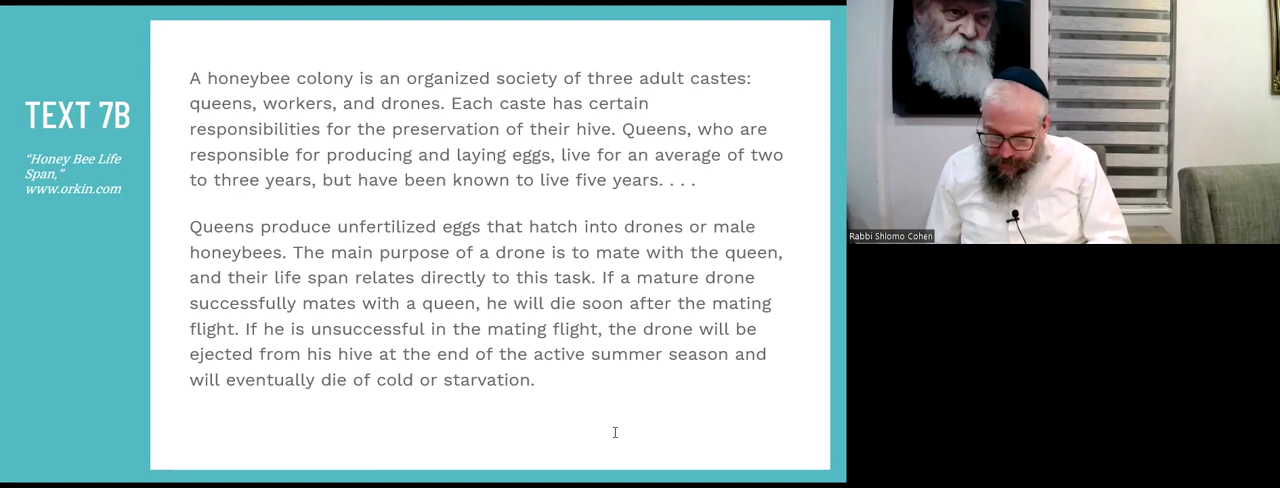 TEXT 7B
“Honey Bee Life
Span,”
www.orkin.com
A honeybee colony is an organized society of three adult castes:
queens, workers, and drones. Each caste has certain
responsibilities for the preservation of their hive. Queens, who are
responsible for producing and laying eggs, live for an average of two
to three years, but have been known to live five years. . . .
Queens produce unfertilized eggs that hatch into drones or male
honeybees. The main purpose of a drone is to mate with the queen,
and their life span relates directly to this task. If a mature drone
successfully mates with a queen, he will die soon after the mating
flight. If he is unsuccessful in the mating flight, the drone will be
ejected from his hive at the end of the active summer season and
will eventually die of cold or starvation.
Rabbi Shlomo Cohen